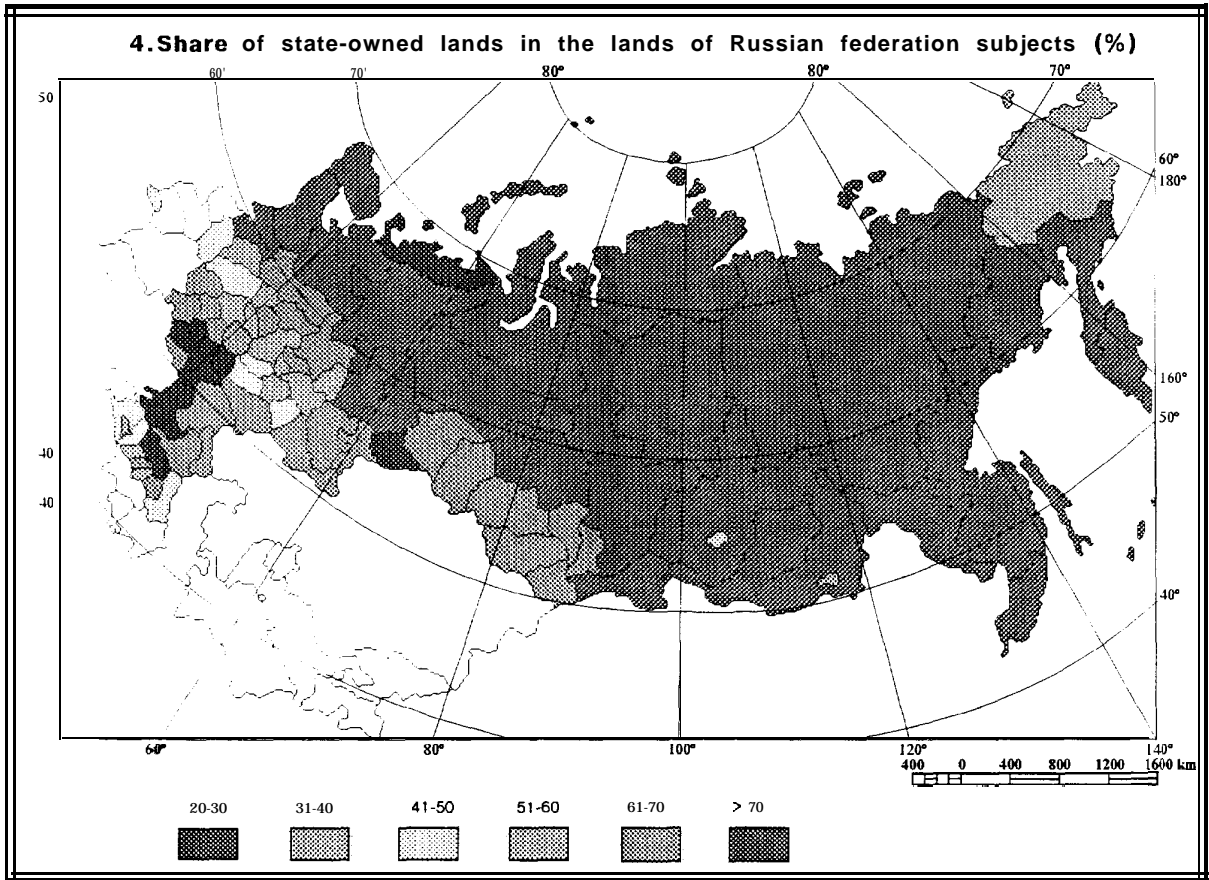 4.Share of state-owned lands in the lands of Russian federation subjects (%)
60' 70' 80° 80° 70°
50
60°
180°
160°
50°
40
40
40°
60° 80° 100° 120° 140°
400 0 400 800 1200 1600 km
20-30 31-40 41-50 51-60 61-70 > 70